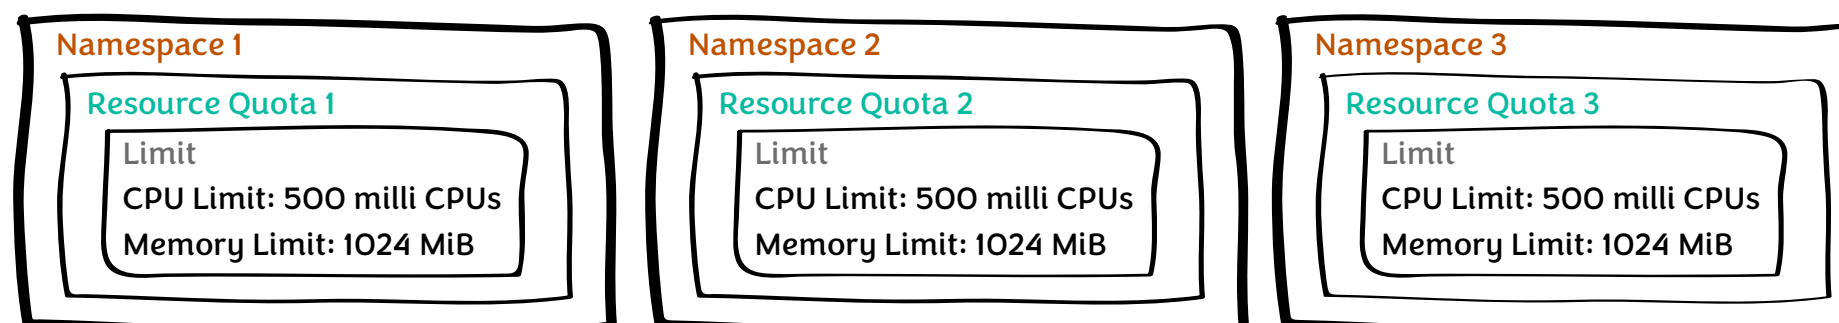 Namespace 1
Resource Quota 1
Limit
CPU Limit: 500 milli CPUs
Memory Limit: 1024 MiB
Namespace 2
Resource Quota 2
Limit
CPU Limit: 500 milli CPUs
Memory Limit: 1024 MiB
Namespace 3
Resource Quota 3
Limit
CPU Limit: 500 milli CPUs
Memory Limit: 1024 MiB